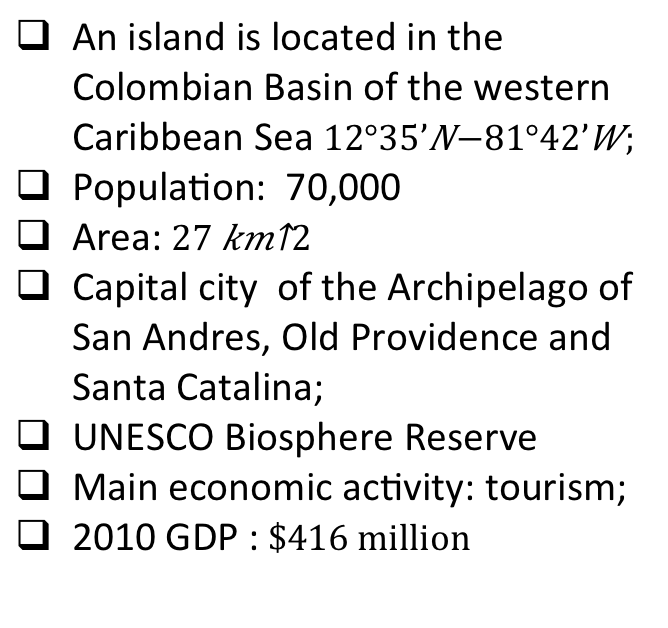 ❑ An island is located in the
Colombian Basin of the western
Caribbean Sea 12°35’N–81°42’W;
❑ Population:  70,000
❑ Area: 27 km↑2
❑ Capital city  of the Archipelago of
San Andres, Old Providence and
Santa Catalina;
❑ UNESCO Biosphere Reserve
❑ Main economic activity: tourism;
❑ 2010 GDP : $416 million